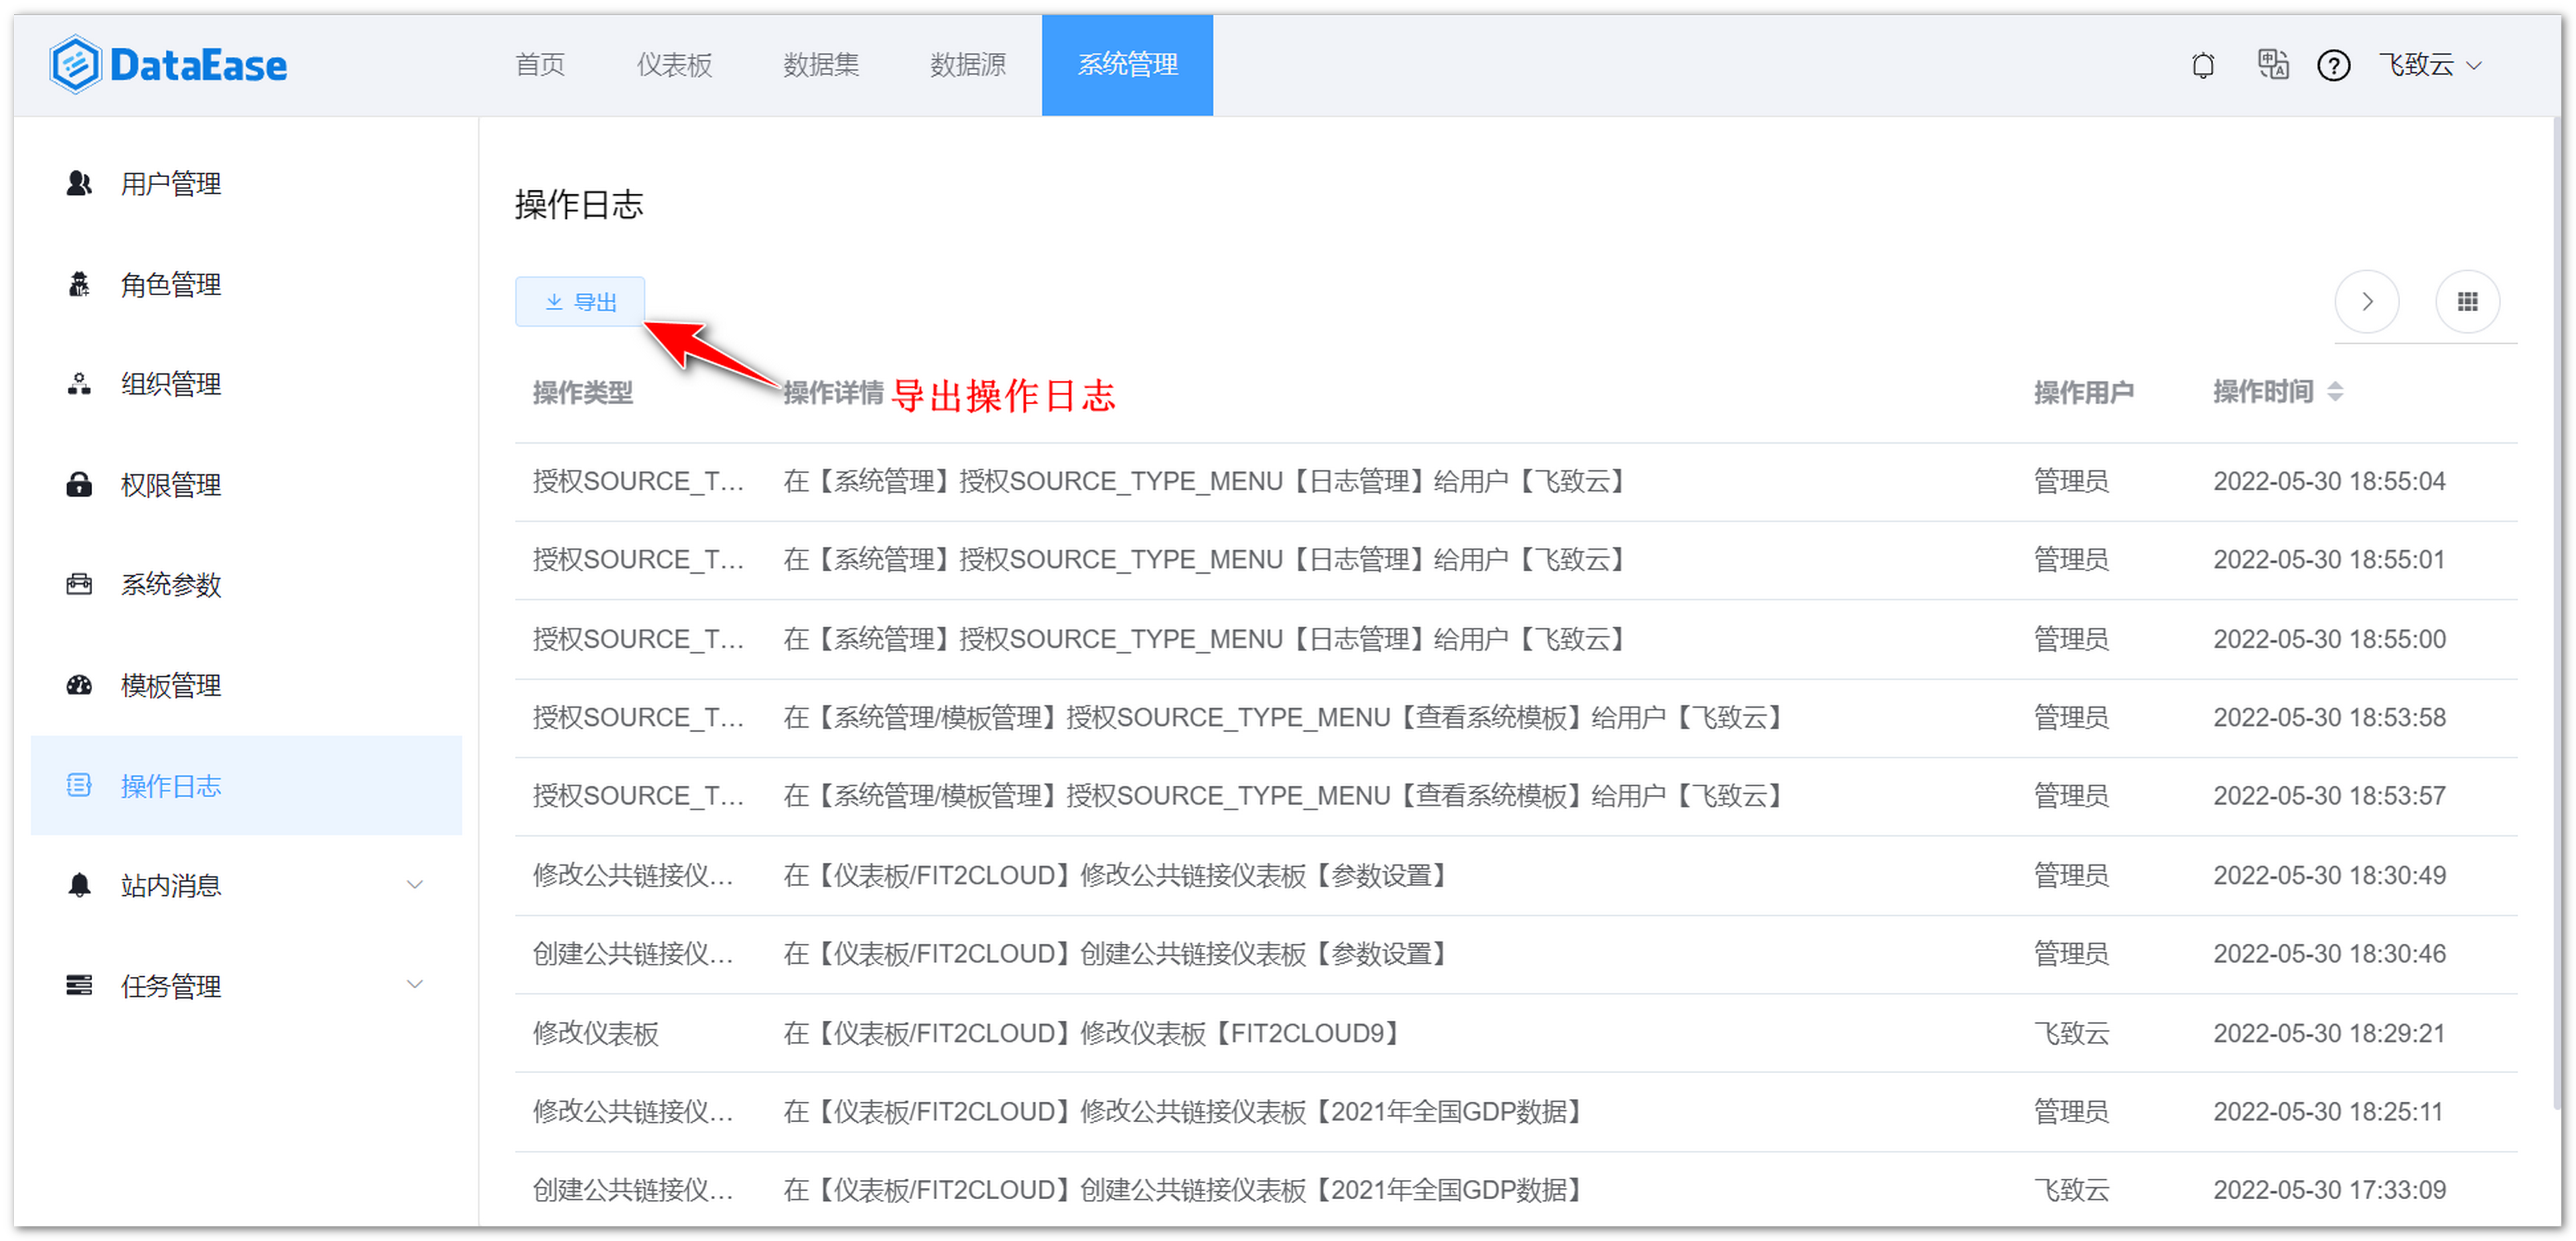 DataEase 首页 仪表板 数据集 数据源 系统管理 飞致云
用户管理
角色管理
组织管理
权限管理
系统参数
模板管理
操作日志
站内消息
任务管理
操作日志
导出
操作类型 操作详情 导出操作日志 操作用户 操作时间
授权SOURCE_T... 在【系统管理】授权SOURCE_TYPE_MENU【日志管理】给用户【飞致云】 管理员 2022-05-30 18:55:04
授权SOURCE_T... 在【系统管理】授权SOURCE_TYPE_MENU【日志管理】给用户【飞致云】 管理员 2022-05-30 18:55:01
授权SOURCE_T... 在【系统管理】授权SOURCE_TYPE_MENU【日志管理】给用户【飞致云】 管理员 2022-05-30 18:55:00
授权SOURCE_T... 在【系统管理/模板管理】授权SOURCE_TYPE_MENU【查看系统模板】给用户【飞致云】 管理员 2022-05-30 18:53:58
授权SOURCE_T... 在【系统管理/模板管理】授权SOURCE_TYPE_MENU【查看系统模板】给用户【飞致云】 管理员 2022-05-30 18:53:57
修改公共链接仪... 在【仪表板/FIT2CLOUD】修改公共链接仪表板【参数设置】 管理员 2022-05-30 18:30:49
创建公共链接仪... 在【仪表板/FIT2CLOUD】创建公共链接仪表板【参数设置】 管理员 2022-05-30 18:30:46
修改仪表板 在【仪表板/FIT2CLOUD】修改仪表板【FIT2CLOUD9】 飞致云 2022-05-30 18:29:21
修改公共链接仪... 在【仪表板/FIT2CLOUD】修改公共链接仪表板【2021年全国GDP数据】 管理员 2022-05-30 18:25:11
创建公共链接仪... 在【仪表板/FIT2CLOUD】创建公共链接仪表板【2021年全国GDP数据】 飞致云 2022-05-30 17:33:09